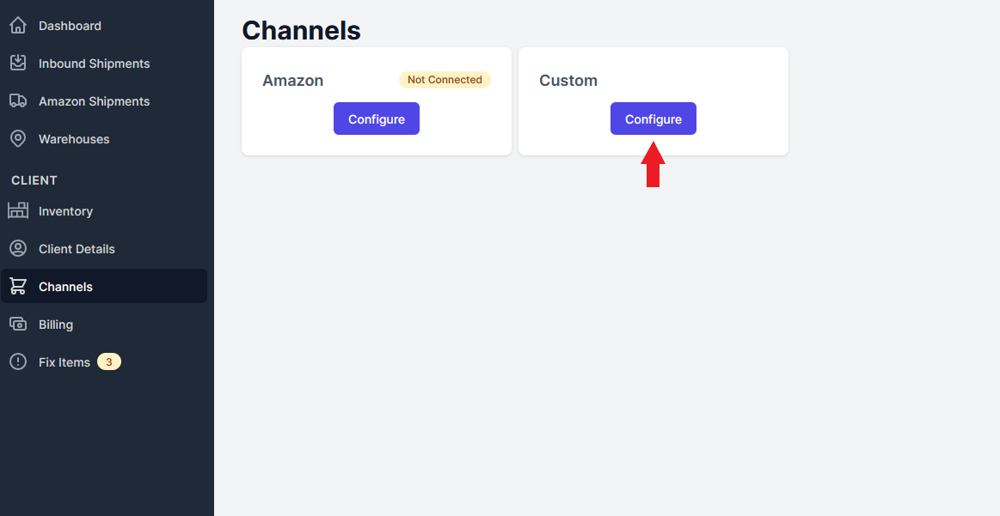 Dashboard
Inbound Shipments
Amazon Shipments
Warehouses
CLIENT
Inventory
Client Details
Channels
Billing
Fix Items 3
Channels
Amazon Not Connected
Configure
Custom
Configure